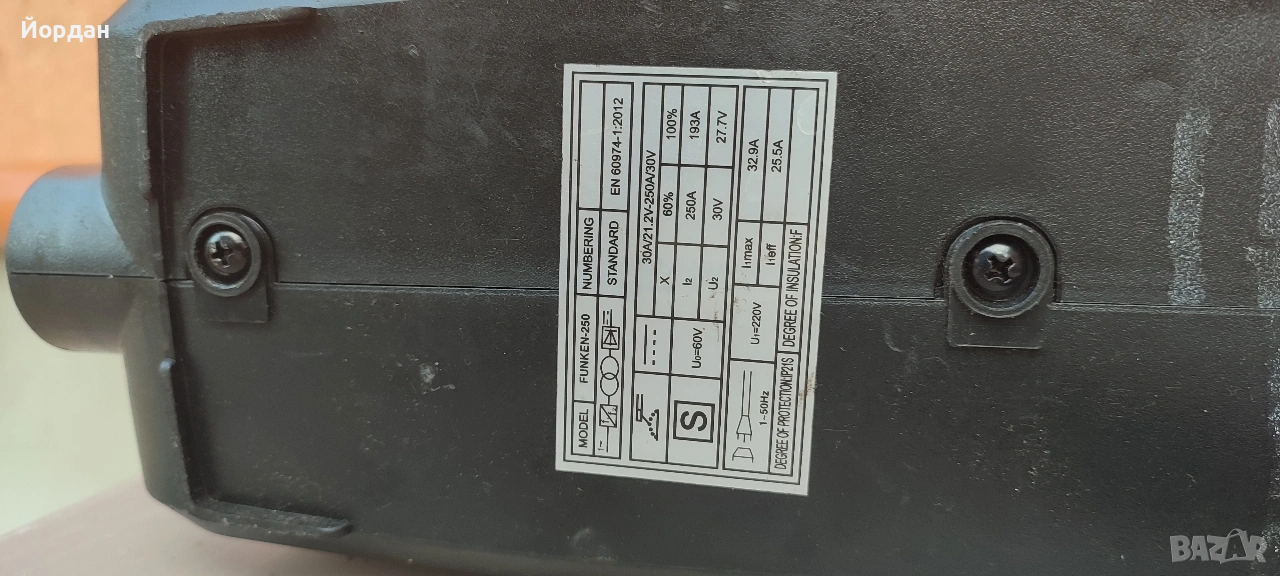 Йордан
MODEL FUNKEN-250 NUMBERING
1~ STANDARD EN 60974-1:2012
30A/21.2V-250A/30V
X 60% 100%
S U₀=60V I₂ 250A 193A
U₂ 30V 27.7V
1~50Hz U₁=220V I₁max 32.9A
I₁eff 25.5A
DEGREE OF PROTECTION:IP21S DEGREE OF INSULATION:F
BAZAR